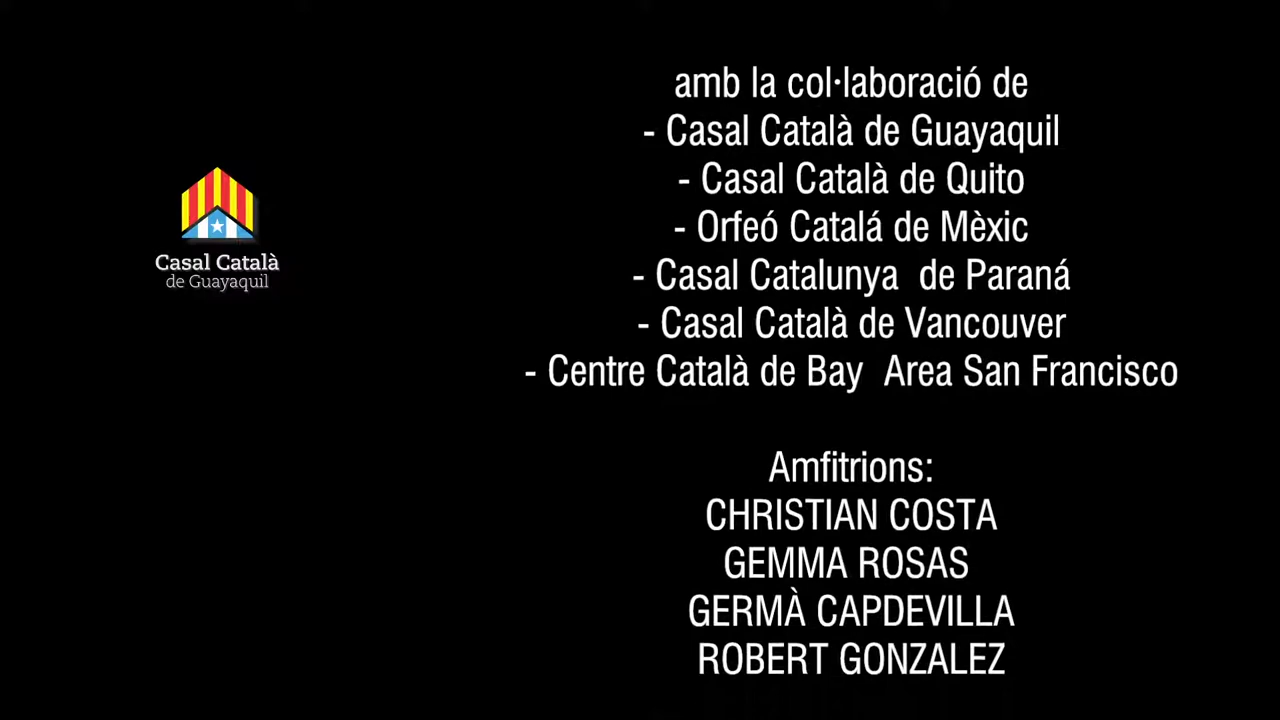 Casal Català
de Guayaquil
amb la col·laboració de
- Casal Català de Guayaquil
- Casal Català de Quito
- Orfeó Catalá de Mèxic
- Casal Catalunya  de Paraná
- Casal Català de Vancouver
- Centre Català de Bay  Area San Francisco
Amfitrions:
CHRISTIAN COSTA
GEMMA ROSAS
GERMÀ CAPDEVILLA
ROBERT GONZALEZ